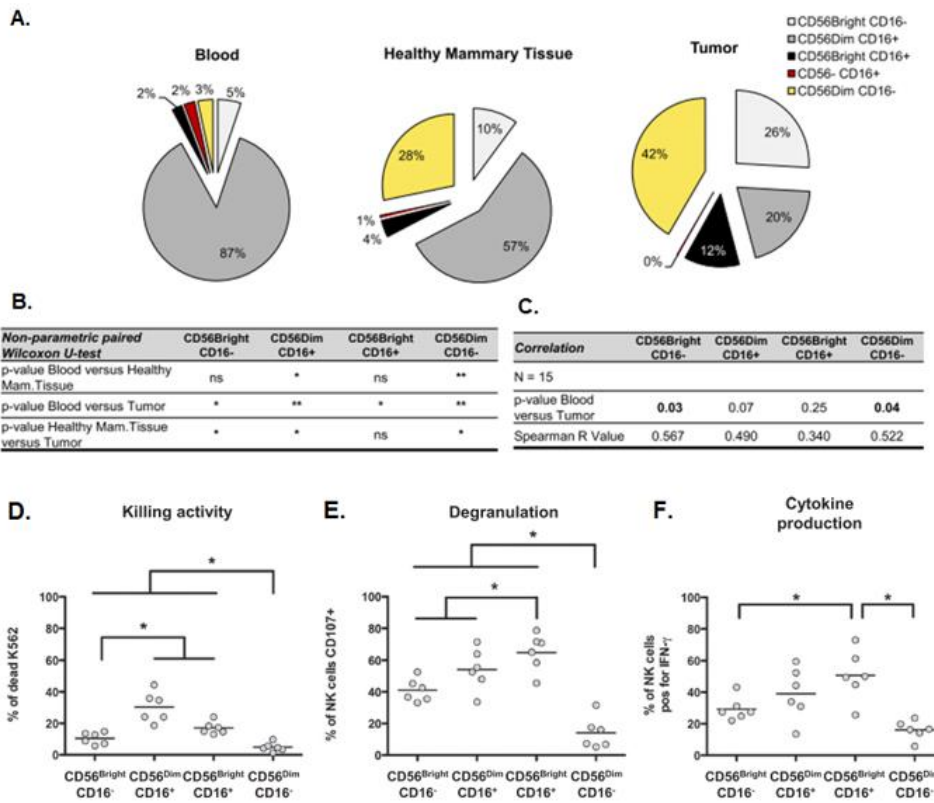 A.
Blood
Healthy Mammary Tissue
Tumor
CD56Bright CD16-
CD56Dim CD16+
CD56Bright CD16+
CD56- CD16+
CD56Dim CD16-
2% 2% 3% 5%
87%
10%
28%
1%
4%
57%
26%
42%
20%
12%
0%
B.
Non-parametric paired Wilcoxon U-test CD56Bright CD16- CD56Dim CD16+ CD56Bright CD16+ CD56Dim CD16-
p-value Blood versus Healthy Mam.Tissue ns * ns **
p-value Blood versus Tumor * ** * **
p-value Healthy Mam.Tissue versus Tumor * * ns *
C.
Correlation CD56Bright CD16- CD56Dim CD16+ CD56Bright CD16+ CD56Dim CD16-
N = 15
p-value Blood versus Tumor 0.03 0.07 0.25 0.04
Spearman R Value 0.567 0.490 0.340 0.522
D.
Killing activity
% of dead K562
100
80
60
40
20
0
*
*
CD56Bright CD16- CD56Dim CD16+ CD56Bright CD16+ CD56Dim CD16-
E.
Degranulation
% of NK cells CD107+
100
80
60
40
20
0
*
*
CD56Bright CD16- CD56Dim CD16+ CD56Bright CD16+ CD56Dim CD16-
F.
Cytokine
production
% of NK cells
pos for IFN-γ
100
80
60
40
20
0
* *
CD56Bright CD16- CD56Dim CD16+ CD56Bright CD16+ CD56Dim CD16-